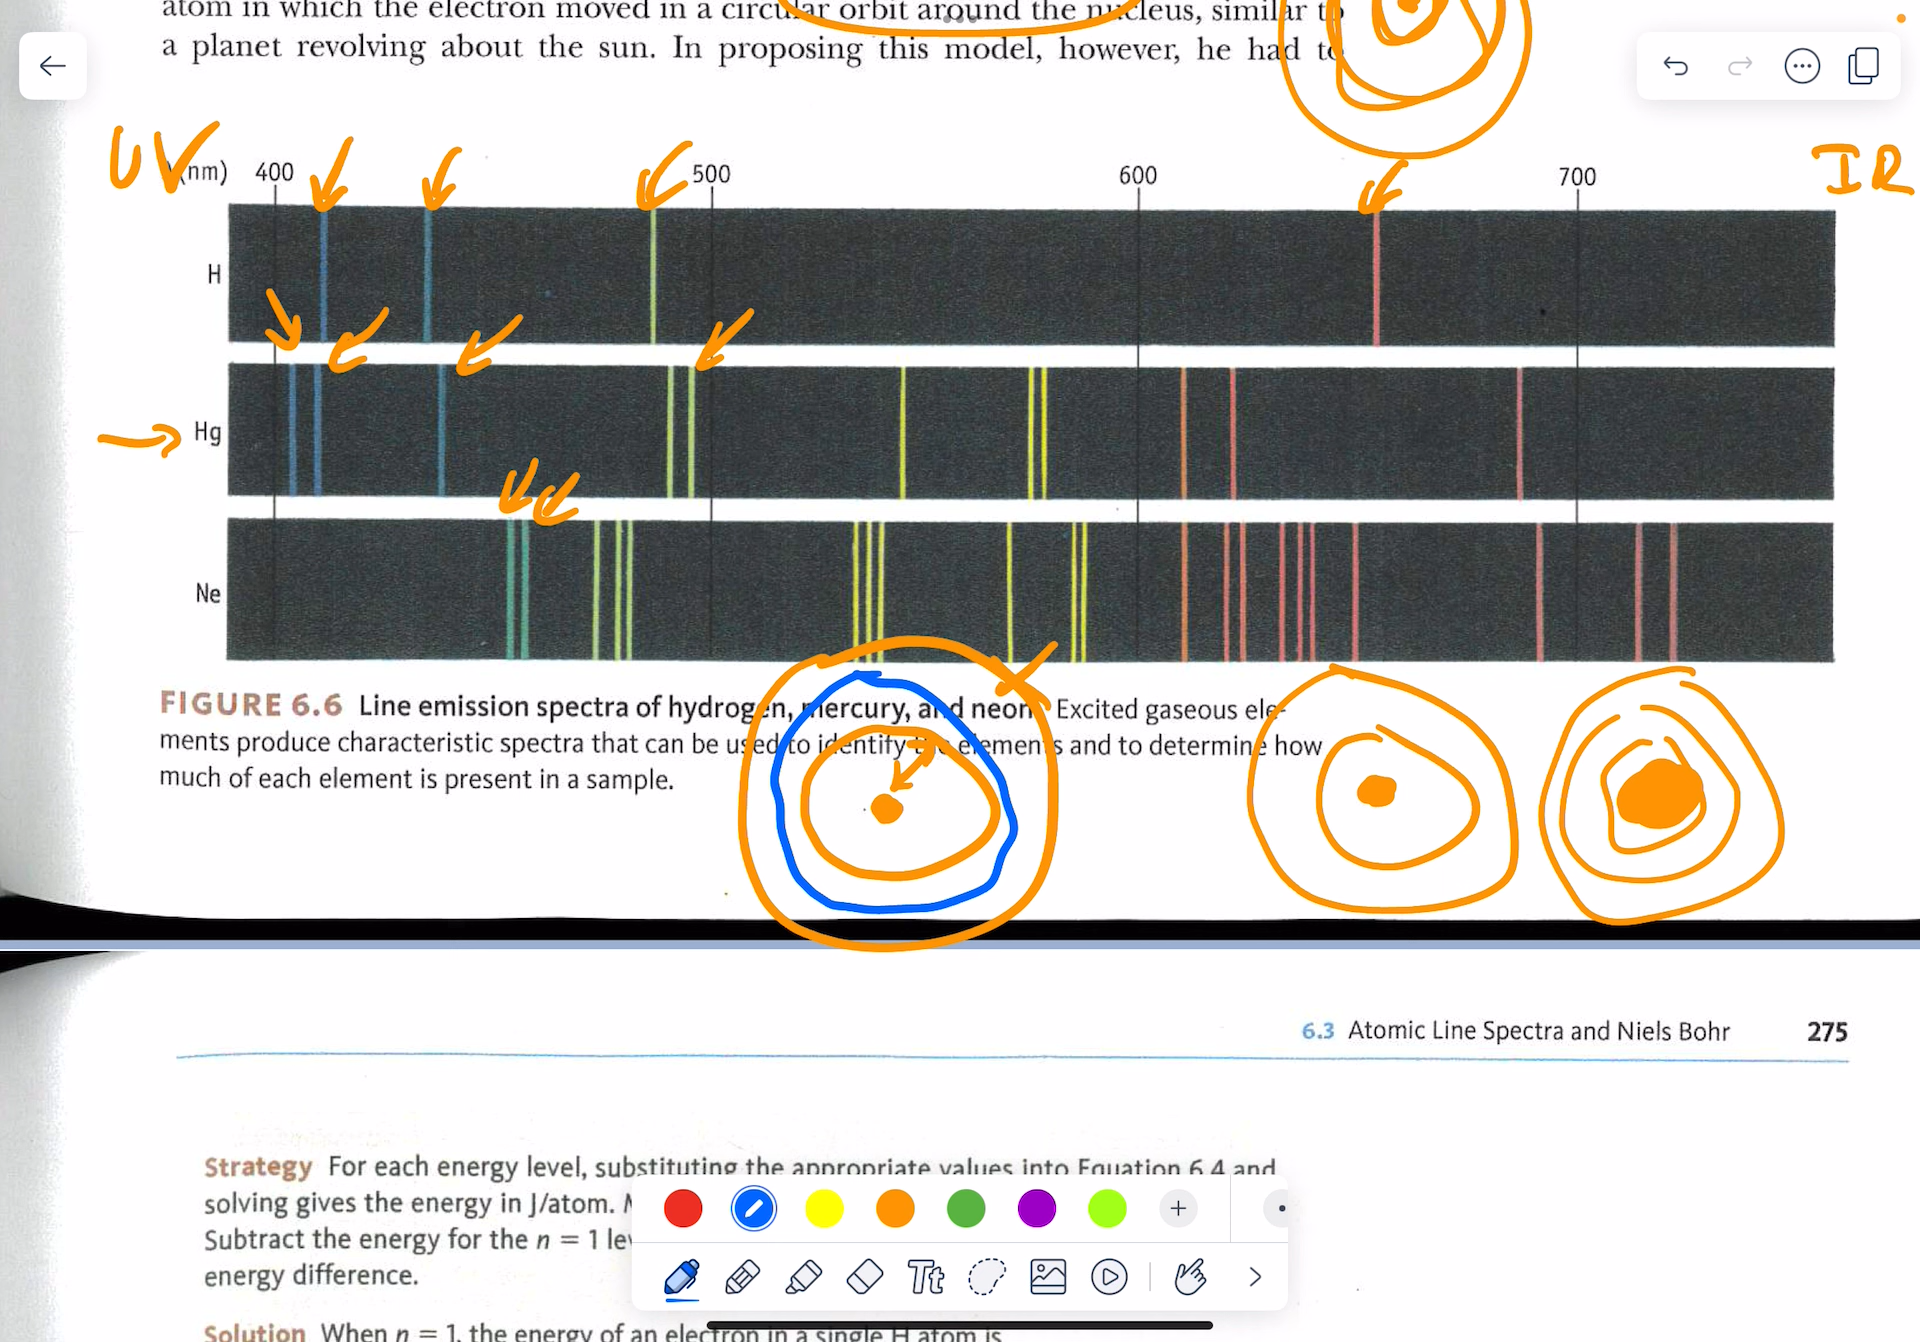 atom in which the electron moved in a circular orbit around the nucleus, similar to
a planet revolving about the sun. In proposing this model, however, he had to
UV
(nm) 400 500 600 700
IR
H
Hg
Ne
FIGURE 6.6 Line emission spectra of hydrogen, mercury, and neon. Excited gaseous ele-
ments produce characteristic spectra that can be used to identify the elements and to determine how
much of each element is present in a sample.
6.3 Atomic Line Spectra and Niels Bohr 275
Strategy For each energy level, substituting the appropriate values into Equation 6.4 and
solving gives the energy in J/atom.
Subtract the energy for the n = 1
energy difference.
Solution When n = 1, the energy of an electron in a single H atom is
Tt